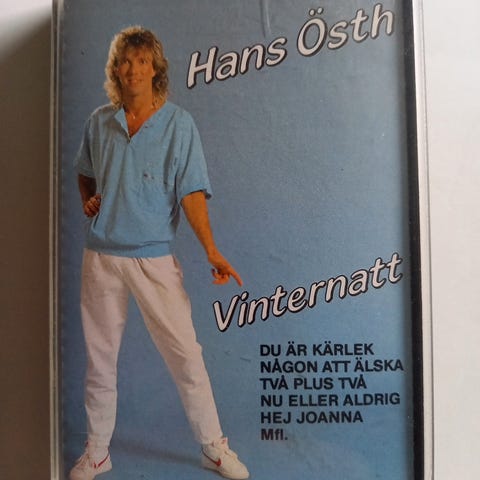 Hans Östh
Vinternatt
DU ÄR KÄRLEK
NÅGON ATT ÄLSKA
TVÅ PLUS TVÅ
NU ELLER ALDRIG
HEJ JOANNA
Mfl.